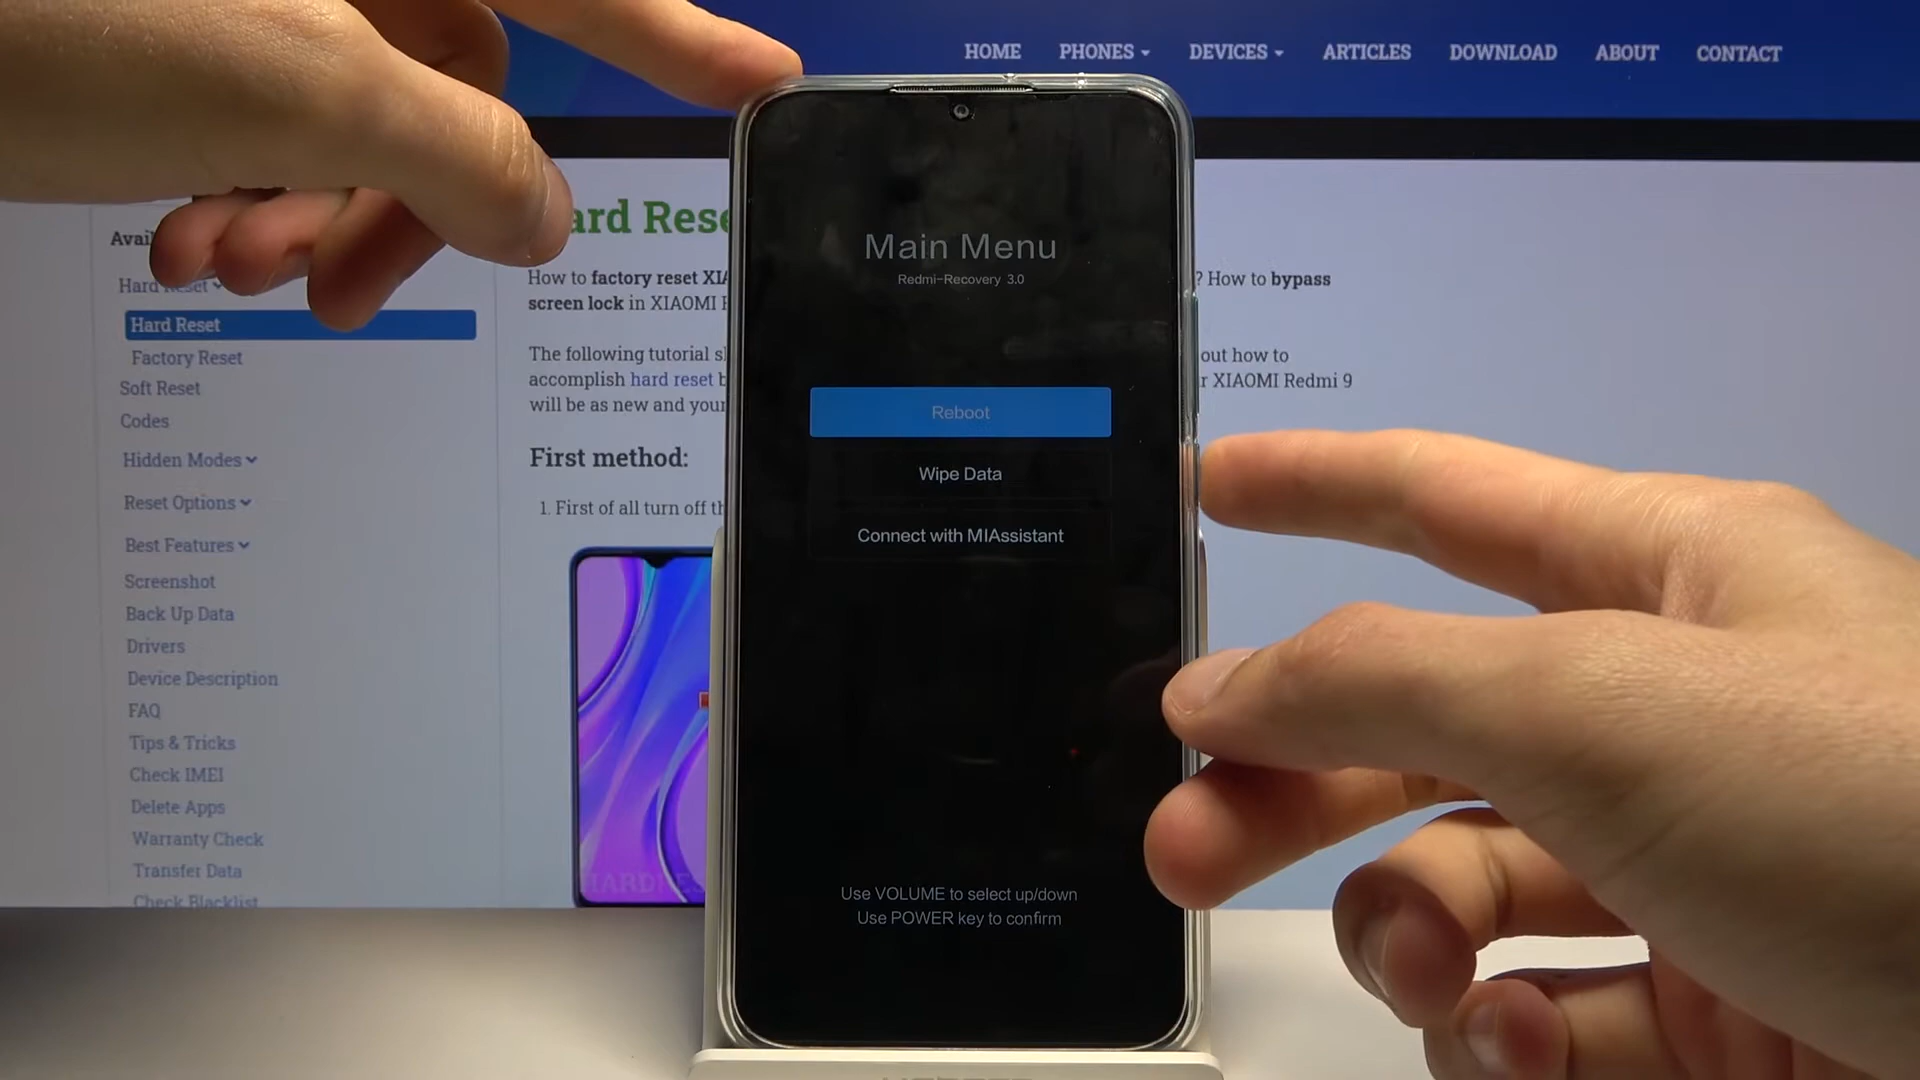 HOME PHONES DEVICES ARTICLES DOWNLOAD ABOUT CONTACT
Hard Reset
Hard Reset
Factory Reset
Soft Reset
Codes
Hidden Modes
Reset Options
Best Features
Screenshot
Back Up Data
Drivers
Device Description
FAQ
Tips & Tricks
Check IMEI
Delete Apps
Warranty Check
Transfer Data
Check Blacklist
How to factory reset ? How to bypass
screen lock in XIAOMI
The following tutorial out how to
accomplish hard reset XIAOMI Redmi 9
will be as new and your
First method:
1. First of all turn off
Main Menu
Redmi-Recovery 3.0
Reboot
Wipe Data
Connect with MIAssistant
Use VOLUME to select up/down
Use POWER key to confirm